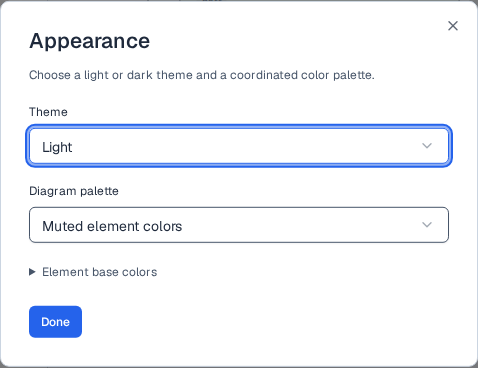 Appearance
Choose a light or dark theme and a coordinated color palette.
Theme
Light
Diagram palette
Muted element colors
Element base colors
Done